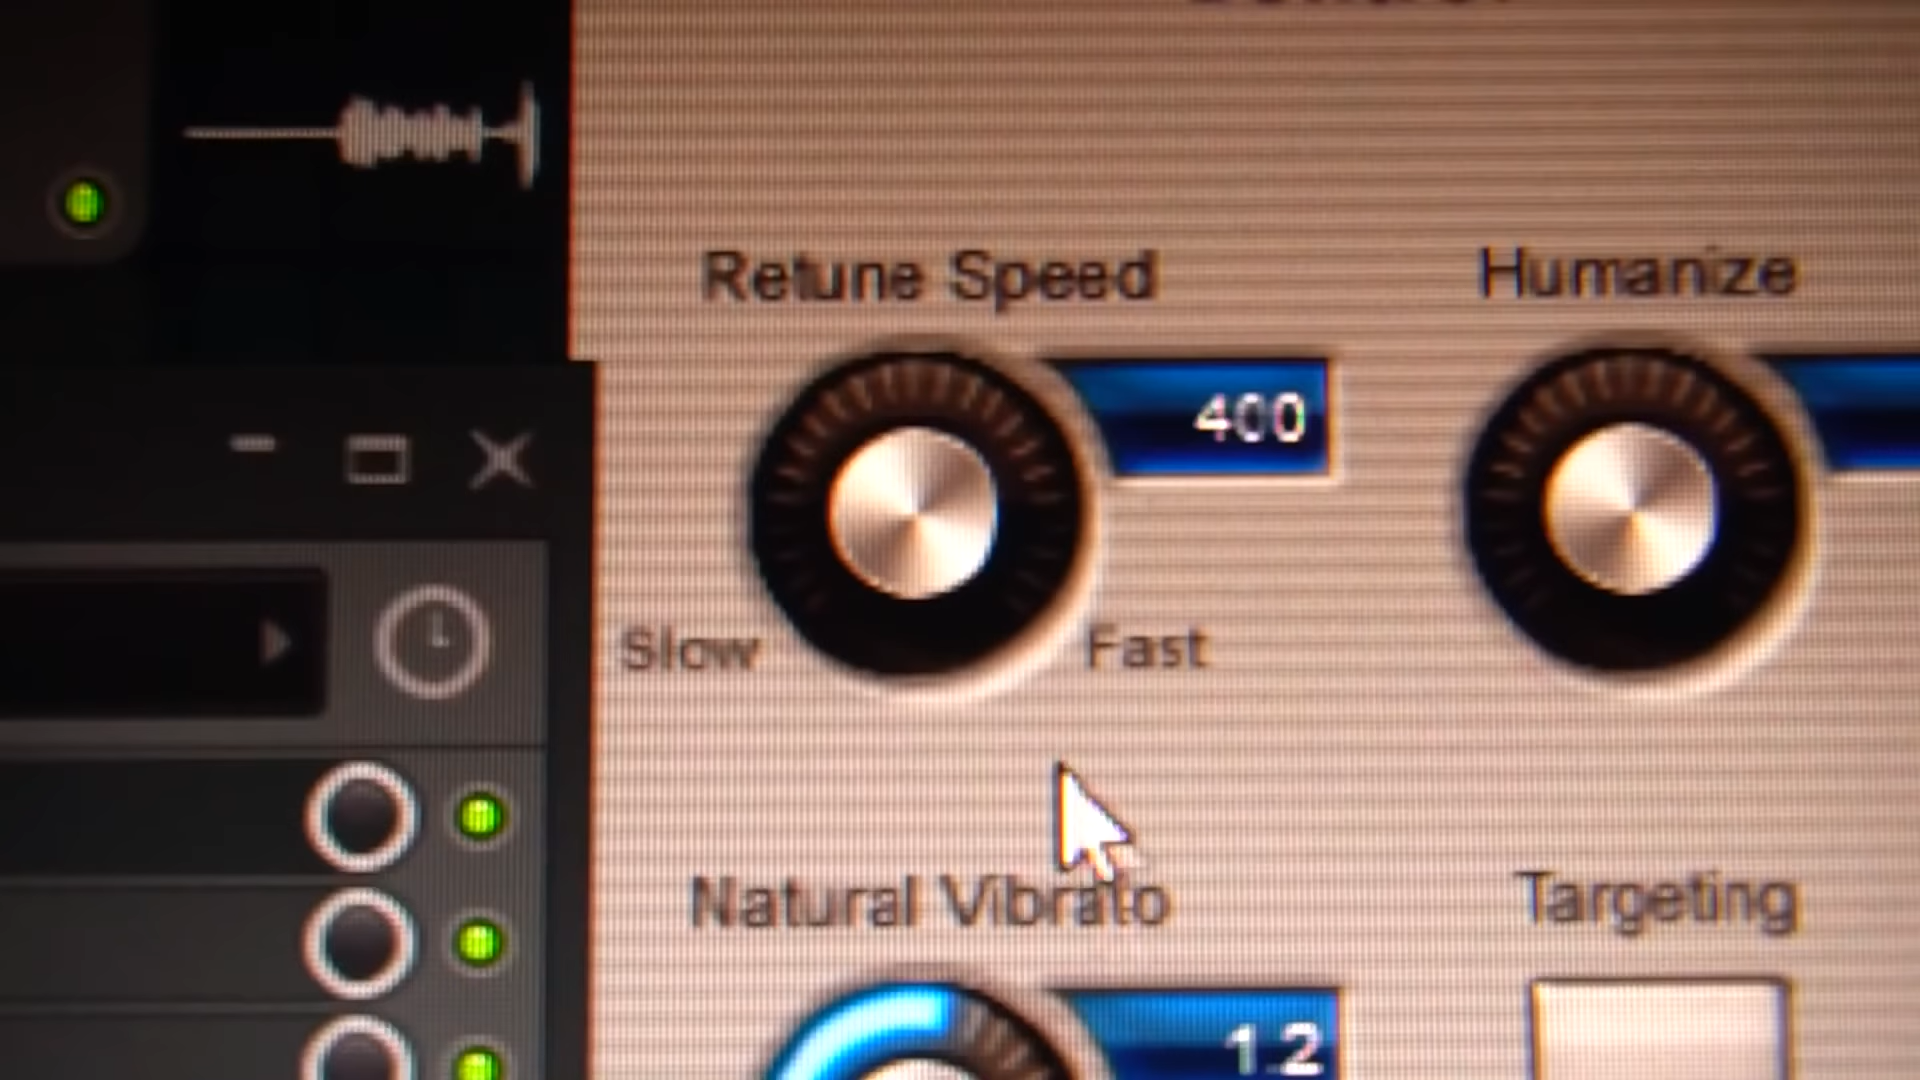 Retune Speed
Humanize
400
Slow
Fast
Natural Vibrato
Targeting
1.2